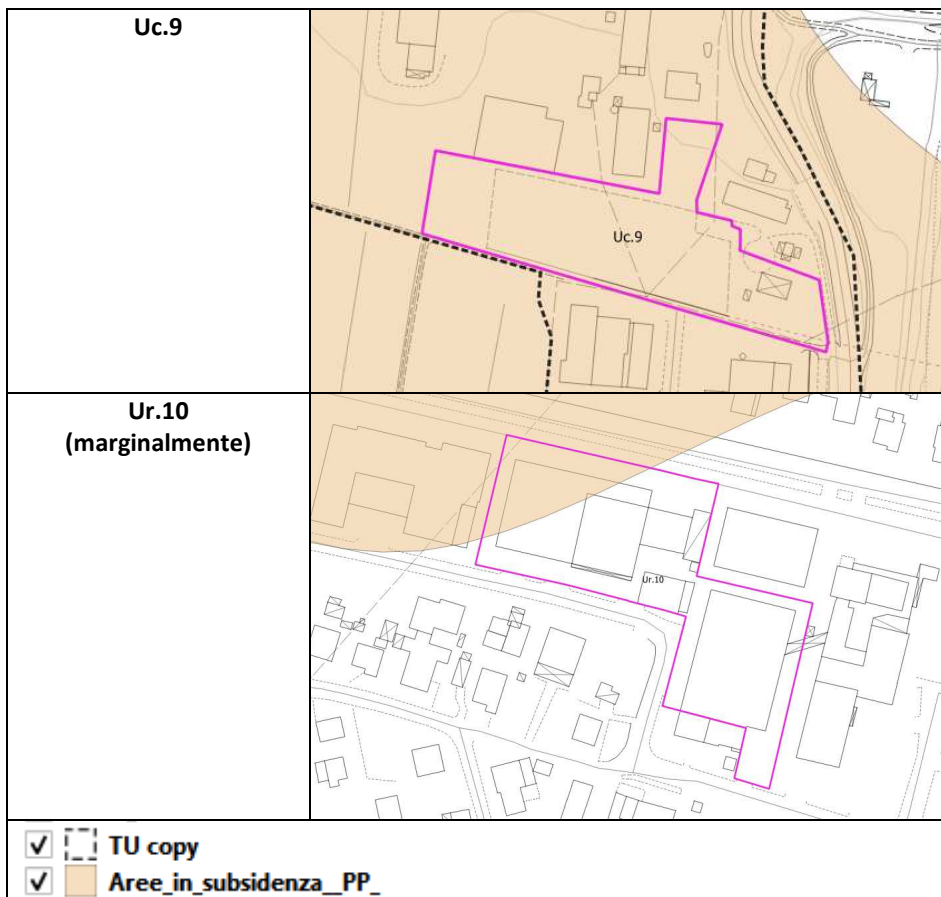 Uc.9
Uc.9
Ur.10
(marginalmente)
Ur.10
TU copy
Aree_in_subsidenza__PP_